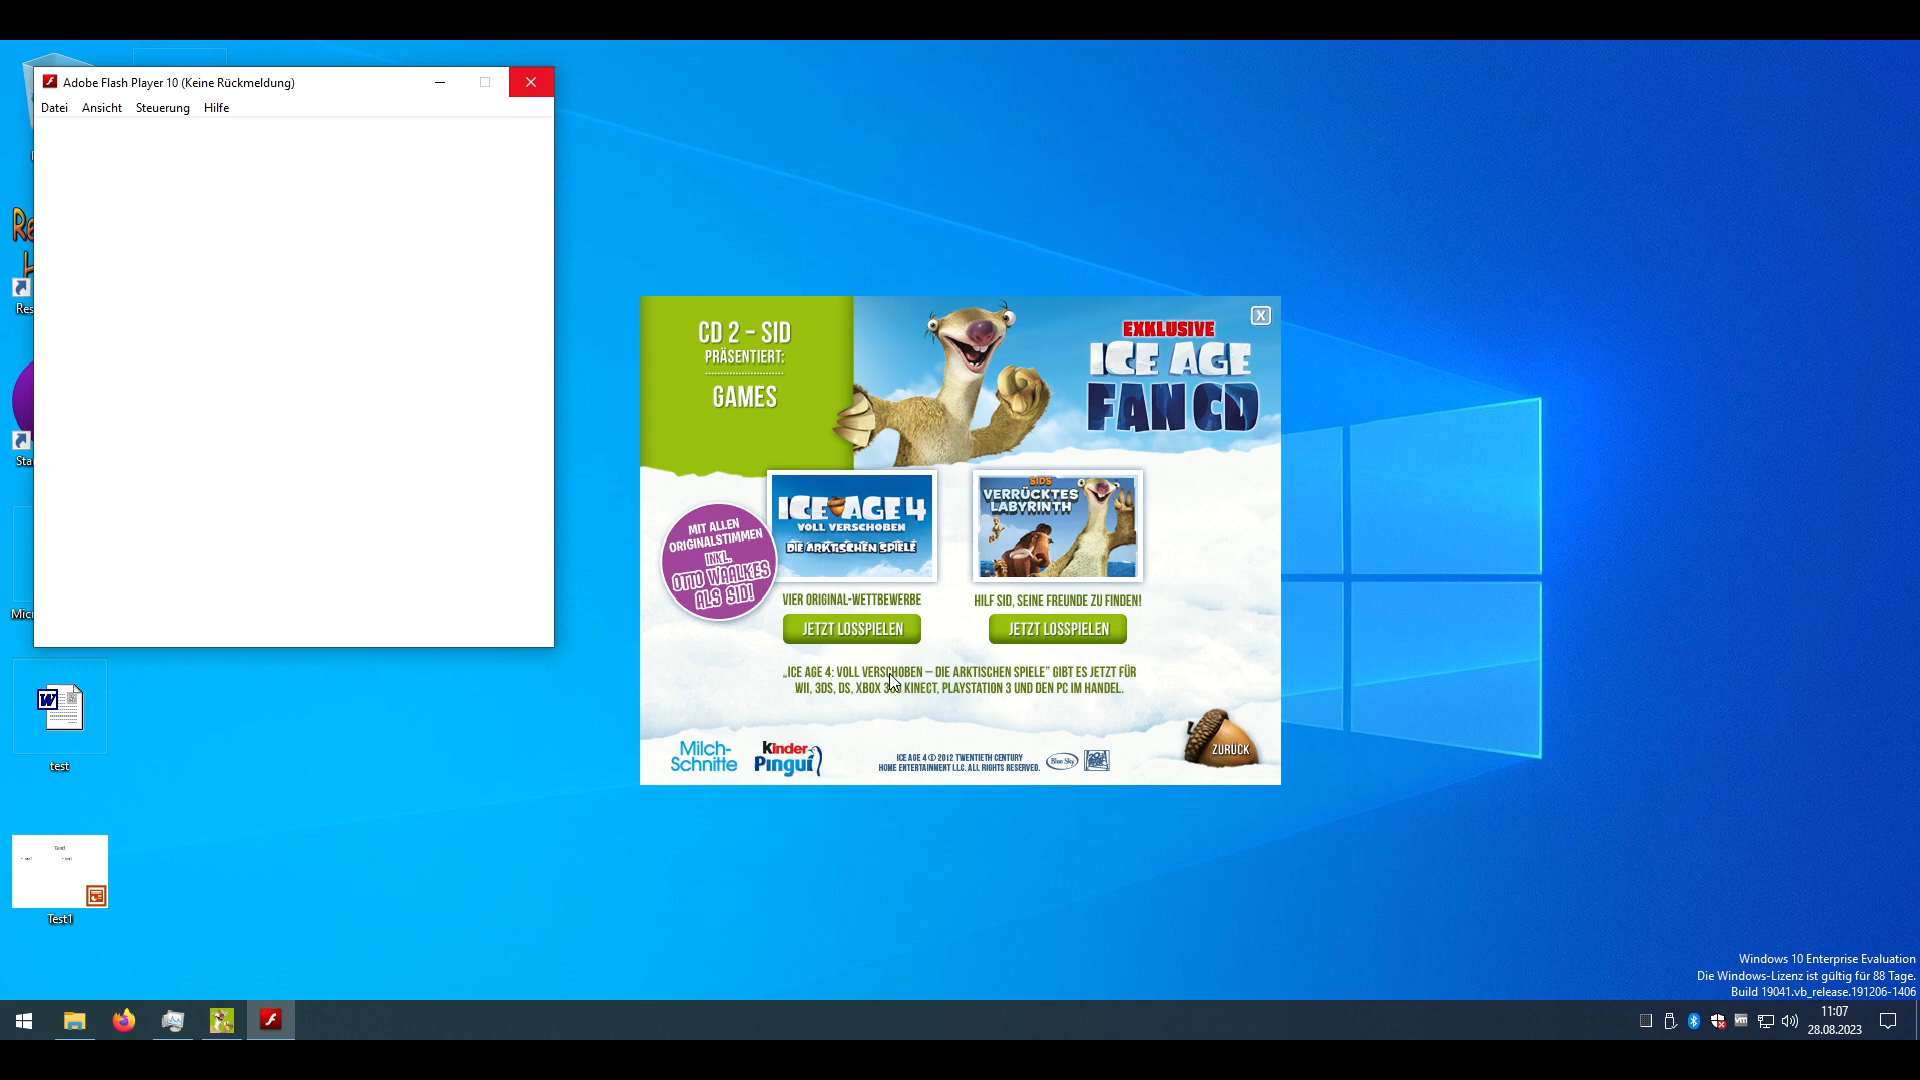 Adobe Flash Player 10 (Keine Rückmeldung)
Datei Ansicht Steuerung Hilfe
test
Test1
CD 2 – SID
PRÄSENTIERT:
GAMES
EXKLUSIVE
ICE AGE
FAN CD
X
MIT ALLEN
ORIGINALSTIMMEN
INKL.
OTTO WAALKES
ALS SID!
ICE AGE 4
VOLL VERSCHOBEN
DIE ARKTISCHEN SPIELE
SIDS
VERRÜCKTES
LABYRINTH
VIER ORIGINAL-WETTBEWERBE
HILF SID, SEINE FREUNDE ZU FINDEN!
JETZT LOSSPIELEN
JETZT LOSSPIELEN
„ICE AGE 4: VOLL VERSCHOBEN – DIE ARKTISCHEN SPIELE" GIBT ES JETZT FÜR
WII, 3DS, DS, XBOX KINECT, PLAYSTATION 3 UND DEN PC IM HANDEL.
ZURÜCK
Milch-
Schnitte
Kinder
Pinguí
ICE AGE 4 © 2012 TWENTIETH CENTURY
HOME ENTERTAINMENT LLC. ALL RIGHTS RESERVED.
Blue Sky
Windows 10 Enterprise Evaluation
Die Windows-Lizenz ist gültig für 88 Tage.
Build 19041.vb_release.191206-1406
vm
11:07
28.08.2023